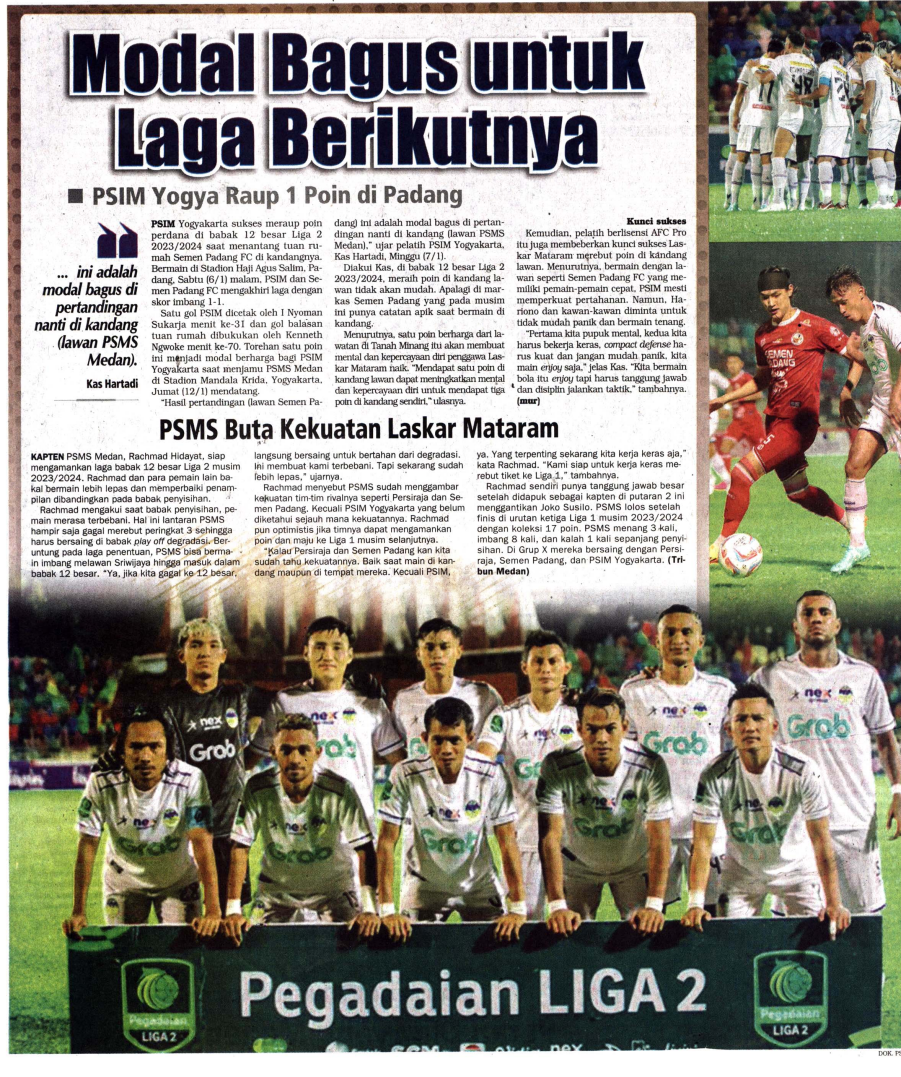 Modal Bagus untuk
Laga Berikutnya
■ PSIM Yogya Raup 1 Poin di Padang
... ini adalah
modal bagus di
pertandingan
nanti di kandang
(lawan PSMS
Medan).
Kas Hartadi
PSIM Yogyakarta sukses meraup poin
perdana di babak 12 besar Liga 2
2023/2024 saat menantang tuan ru-
mah Semen Padang FC di kandangnya.
Bermain di Stadion Haji Agus Salim, Pa-
dang, Sabtu (6/1) malam, PSIM dan Se-
men Padang FC mengakhiri laga dengan
skor imbang 1-1.
Satu gol PSIM dicetak oleh I Nyoman
Sukarja menit ke-31 dan gol balasan
tuan rumah dibukukan oleh Kenneth
Ngwoke menit ke-70. Torehan satu poin
ini menjadi modal berharga bagi PSIM
Yogyakarta saat menjamu PSMS Medan
di Stadion Mandala Krida, Yogyakarta,
Jumat (12/1) mendatang.
"Hasil pertandingan (lawan Semen Pa-
dang) ini adalah modal bagus di pertan-
dingan nanti di kandang (lawan PSMS
Medan)," ujar pelatih PSIM Yogyakarta,
Kas Hartadi, Minggu (7/1).
Diakui Kas, di babak 12 besar Liga 2
2023/2024, meraih poin di kandang la-
wan tidak akan mudah. Apalagi di mar-
kas Semen Padang yang pada musim
ini punya catatan apik saat bermain di
kandang.
Menurutnya, satu poin berharga dari la-
watan di Tanah Minang itu akan membuat
mental dan kepercayaan diri penggawa Las-
kar Mataram naik. "Mendapat satu poin di
kandang lawan dapat meningkatkan mental
dan kepercayaan diri untuk mendapat tiga
poin di kandang sendiri," ulasnya.
Kunci sukses
Kemudian, pelatih berlisensi AFC Pro
itu juga membeberkan kunci sukses Las-
kar Mataram merebut poin di kandang
lawan. Menurutnya, bermain dengan la-
wan seperti Semen Padang FC yang me-
miliki pemain-pemain cepat, PSIM mesti
memperkuat pertahanan. Namun, Ha-
riono dan kawan-kawan diminta untuk
tidak mudah panik dan bermain tenang.
"Pertama kita pupuk mental, kedua kita
harus bekerja keras, compact defense ha-
rus kuat dan jangan mudah panik, kita
main enjoy saja," jelas Kas. "Kita bermain
bola itu enjoy tapi harus tanggung jawab
dan disiplin jalankan taktik," tambahnya.
(mur)
PSMS Buta Kekuatan Laskar Mataram
KAPTEN PSMS Medan, Rachmad Hidayat, siap
mengamankan laga babak 12 besar Liga 2 musim
2023/2024. Rachmad dan para pemain lain ba-
kal bermain lebih lepas dan memperbaiki penam-
pilan dibandingkan pada babak penyisihan.
Rachmad mengakui saat babak penyisihan, pe-
main merasa terbebani. Hal ini lantaran PSMS
hampir saja gagal merebut peringkat 3 sehingga
harus bersaing di babak play off degradasi. Ber-
untung pada laga penentuan, PSMS bisa berma-
in imbang melawan Sriwijaya hingga masuk dalam
babak 12 besar. "Ya, jika kita gagal ke 12 besar,
langsung bersaing untuk bertahan dari degradasi.
Ini membuat kami terbebani. Tapi sekarang sudah
lebih lepas," ujarnya.
Rachmad menyebut PSMS sudah menggambar
kekuatan tim-tim rivalnya seperti Persiraja dan Se-
men Padang. Kecuali PSIM Yogyakarta yang belum
diketahui sejauh mana kekuatannya. Rachmad
pun optimistis jika timnya dapat mengamankan
poin dan maju ke Liga 1 musim selanjutnya.
"Kalau Persiraja dan Semen Padang kan kita
sudah tahu kekuatannya. Baik saat main di kan-
dang maupun di tempat mereka. Kecuali PSIM,
ya. Yang terpenting sekarang kita kerja keras aja,"
kata Rachmad. "Kami siap untuk kerja keras me-
rebut tiket ke Liga 1," tambahnya.
Rachmad sendiri punya tanggung jawab besar
setelah didapuk sebagai kapten di putaran 2 ini
menggantikan Joko Susilo. PSMS lolos setelah
finis di urutan ketiga Liga 1 musim 2023/2024
dengan koleksi 17 poin. PSMS menang 3 kali,
imbang 8 kali, dan kalah 1 kali sepanjang penyi-
sihan. Di Grup X mereka bersaing dengan Persi-
raja, Semen Padang, dan PSIM Yogyakarta. (Tri-
bun Medan)
SEMEN
PADANG
nex
Grab
nex
Grab
nex
Grab
nex
Grab
nex
Grab
Grab
Grab
Grab
Grab
Grab
Pegadaian LIGA 2
Pegadaian
LIGA 2
Pegadaian
LIGA 2
nex
DOK. PS